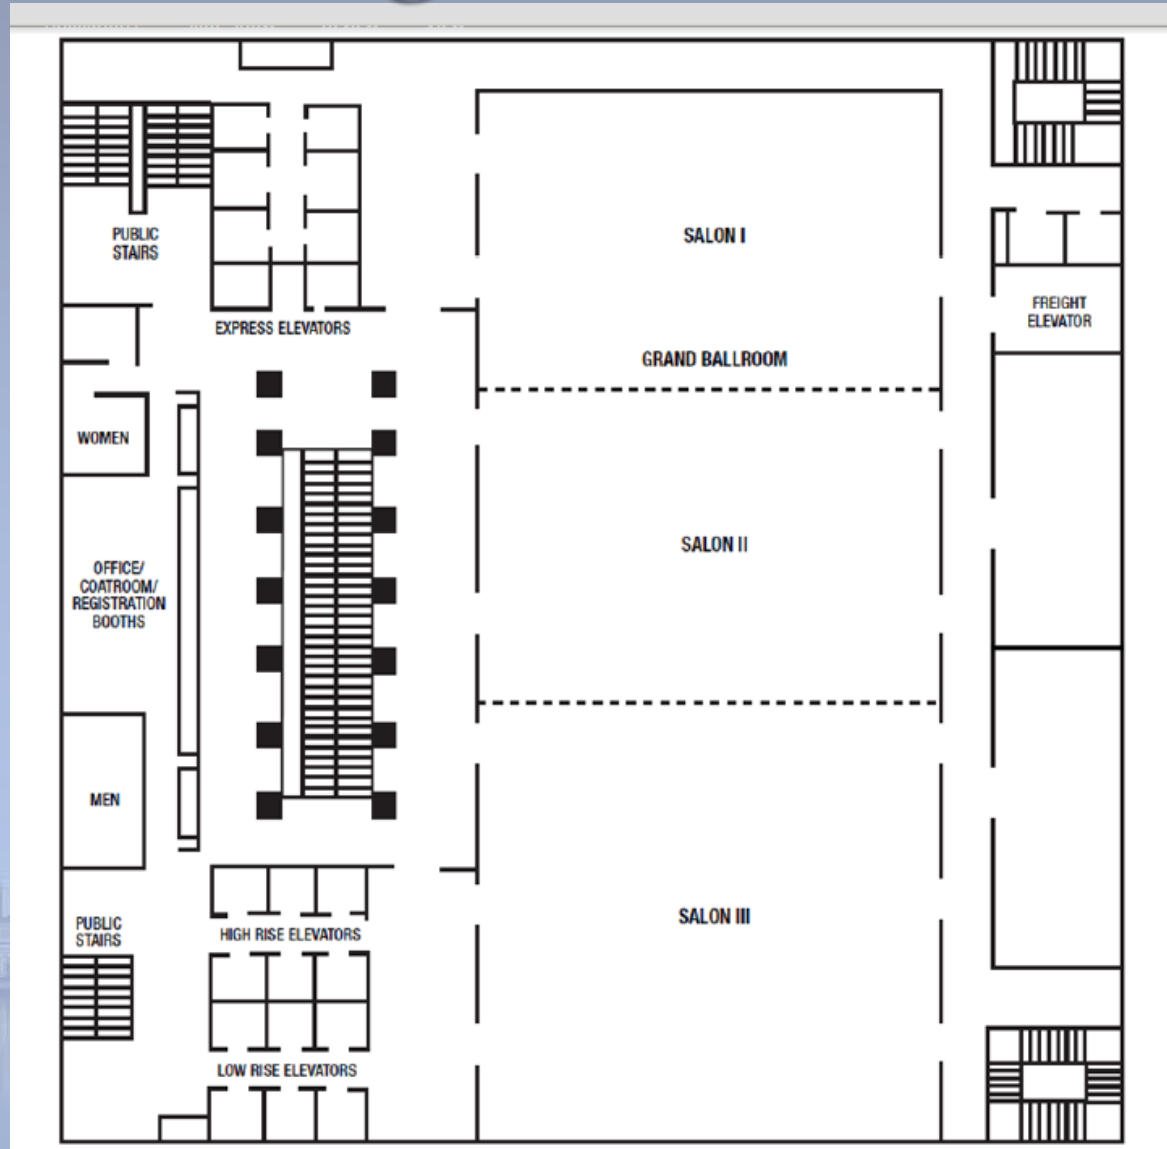 PUBLIC
STAIRS
SALON I
EXPRESS ELEVATORS
FREIGHT
ELEVATOR
GRAND BALLROOM
WOMEN
SALON II
OFFICE/
COATROOM/
REGISTRATION
BOOTHS
MEN
SALON III
PUBLIC
STAIRS
HIGH RISE ELEVATORS
LOW RISE ELEVATORS